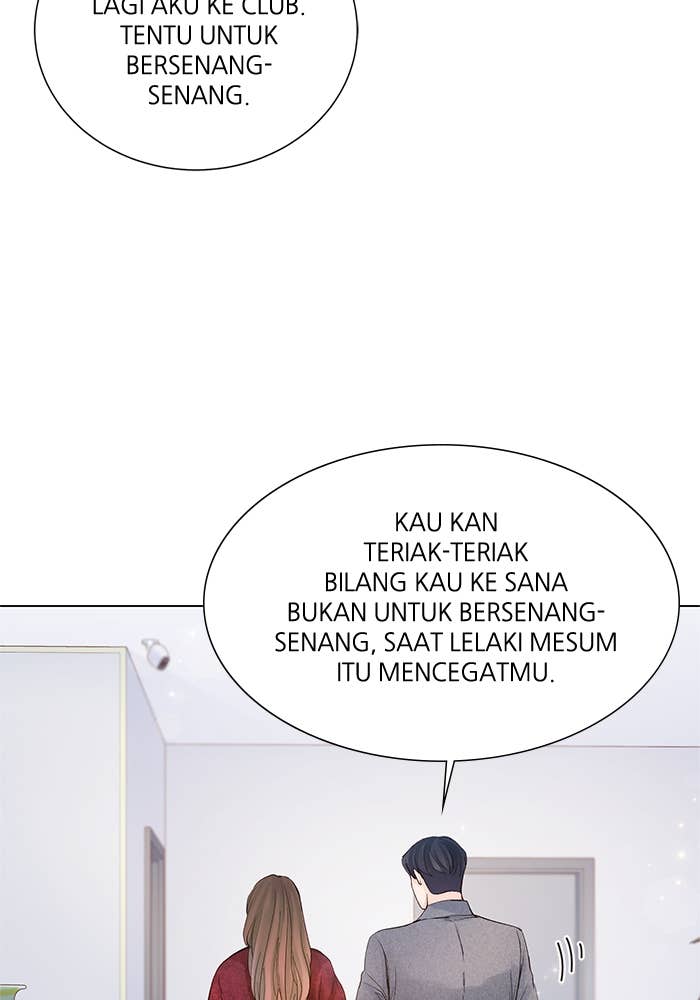 LAGI AKU KE CLUB.
TENTU UNTUK
BERSENANG-
SENANG.
KAU KAN
TERIAK-TERIAK
BILANG KAU KE SANA
BUKAN UNTUK BERSENANG-
SENANG, SAAT LELAKI MESUM
ITU MENCEGATMU.